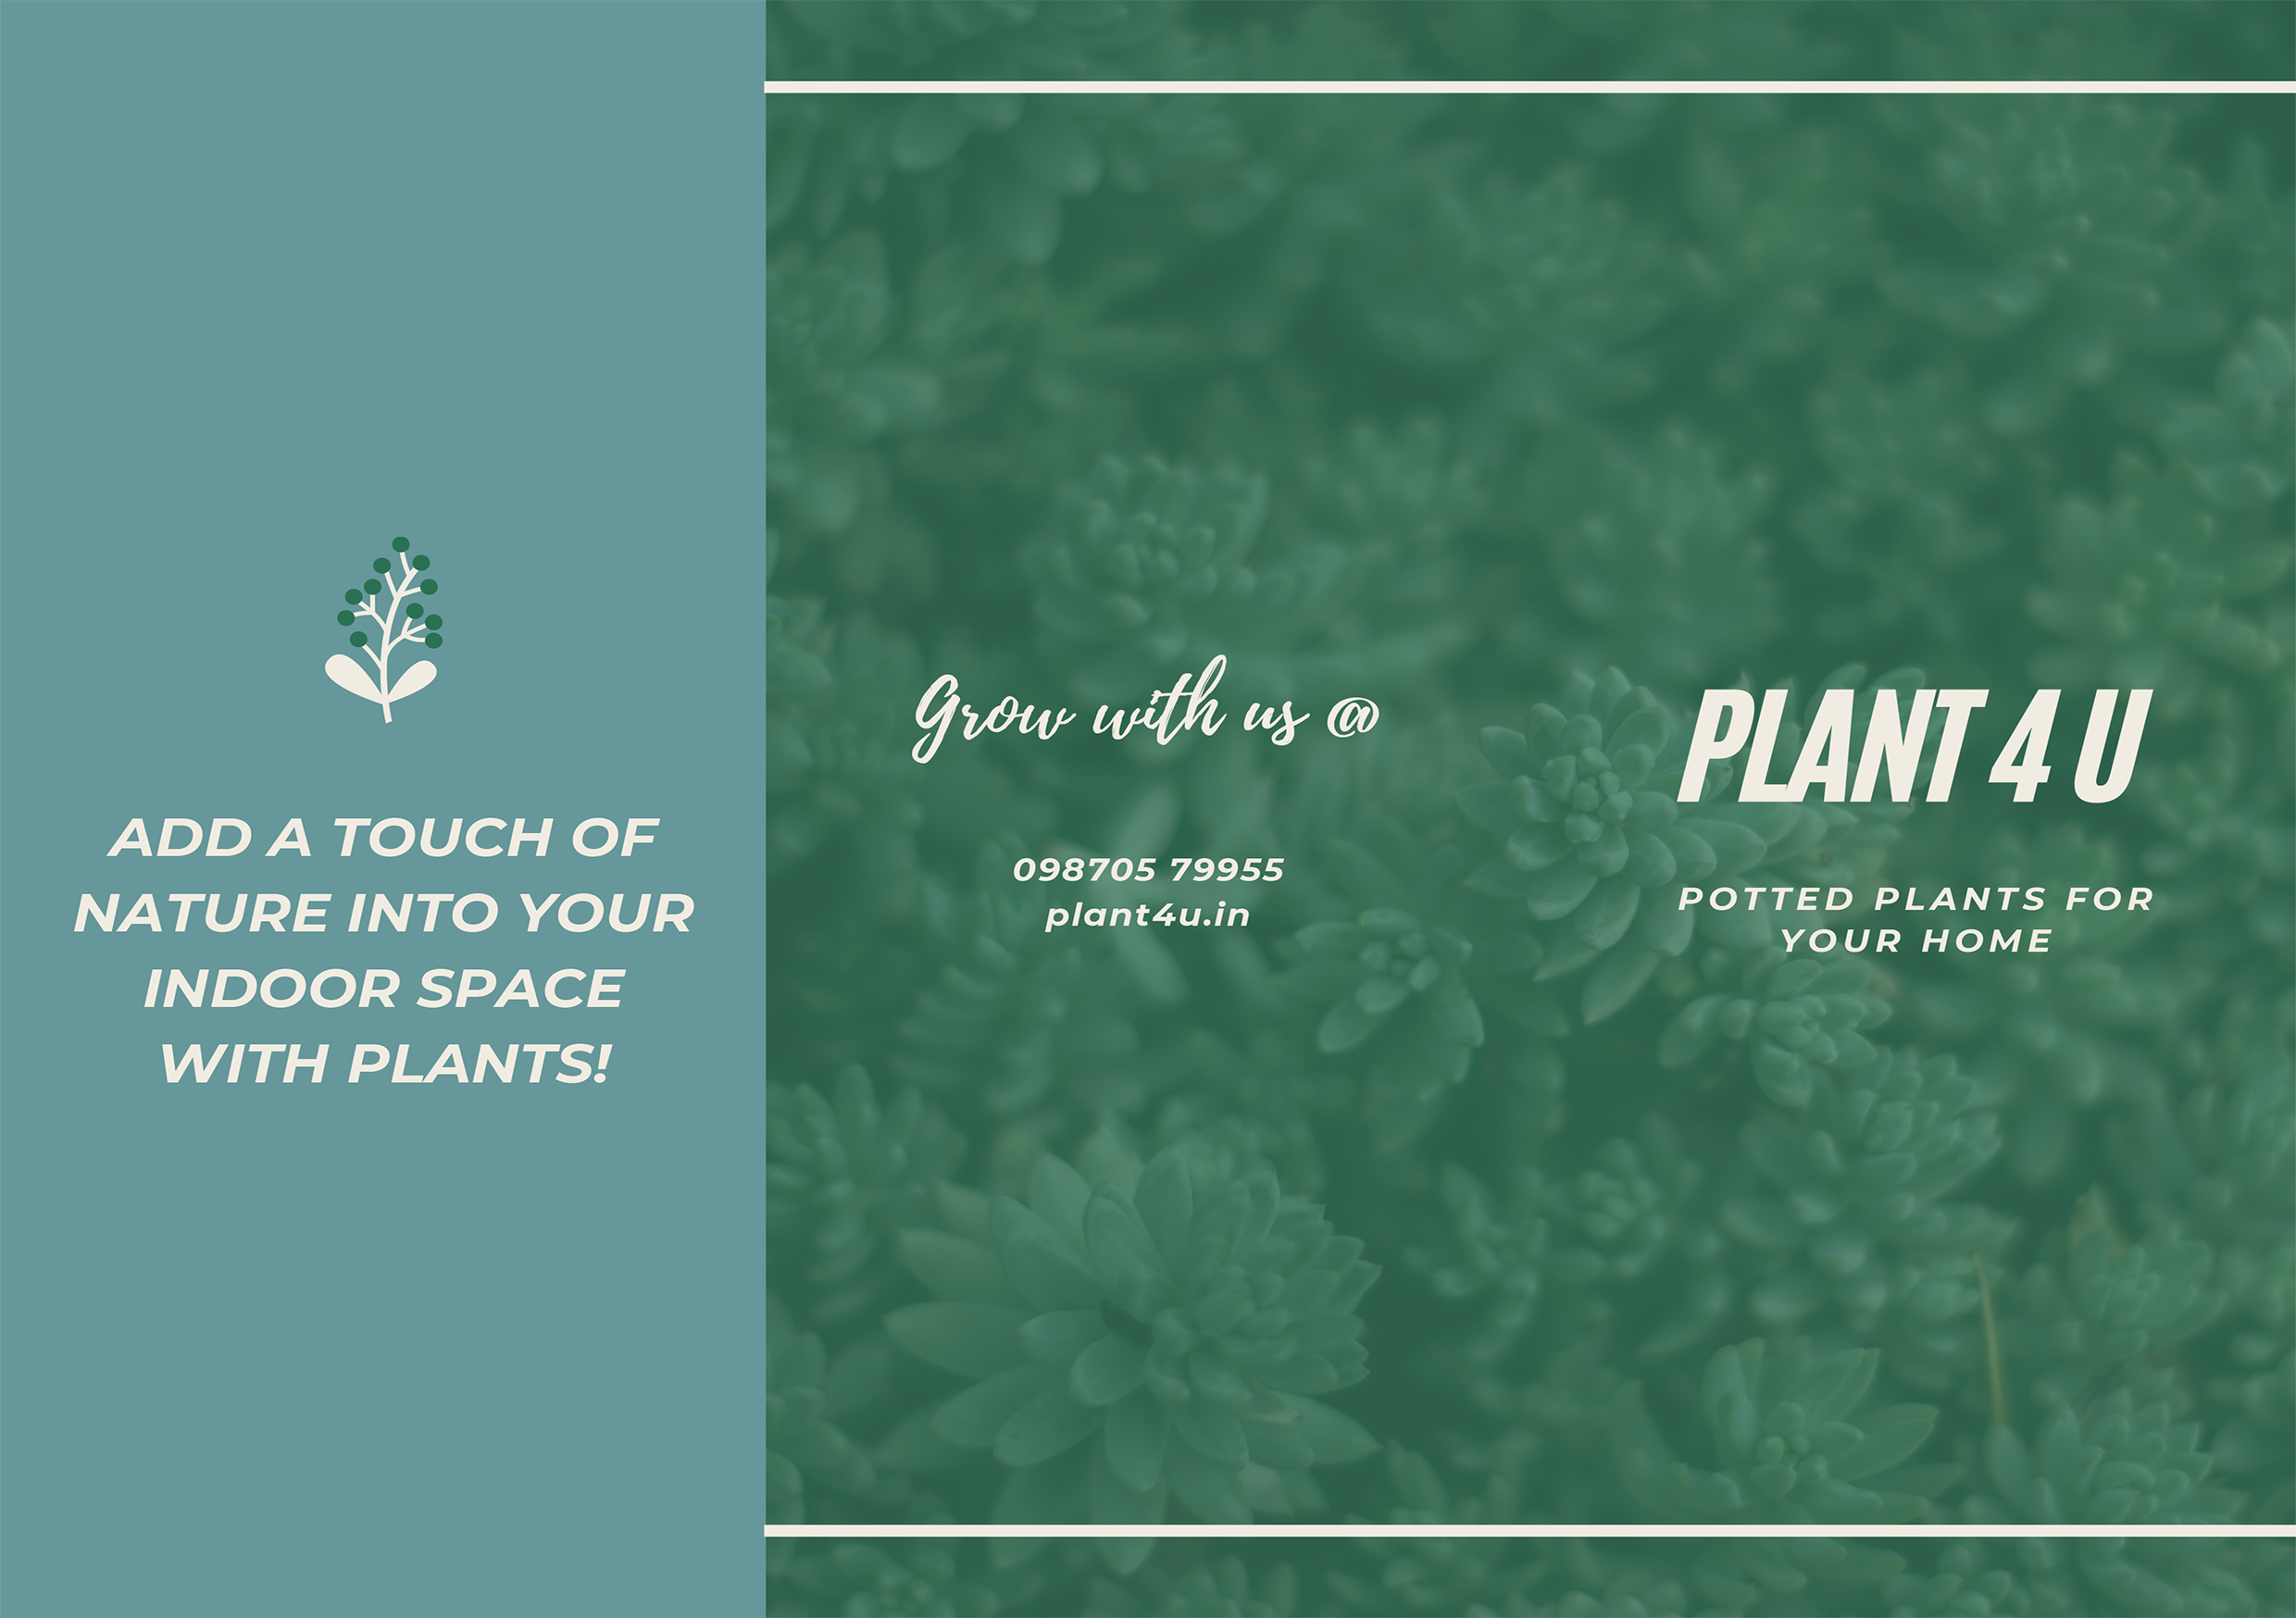 ADD A TOUCH OF
NATURE INTO YOUR
INDOOR SPACE
WITH PLANTS!
Grow with us @
098705 79955
plant4u.in
PLANT 4 U
POTTED PLANTS FOR
YOUR HOME